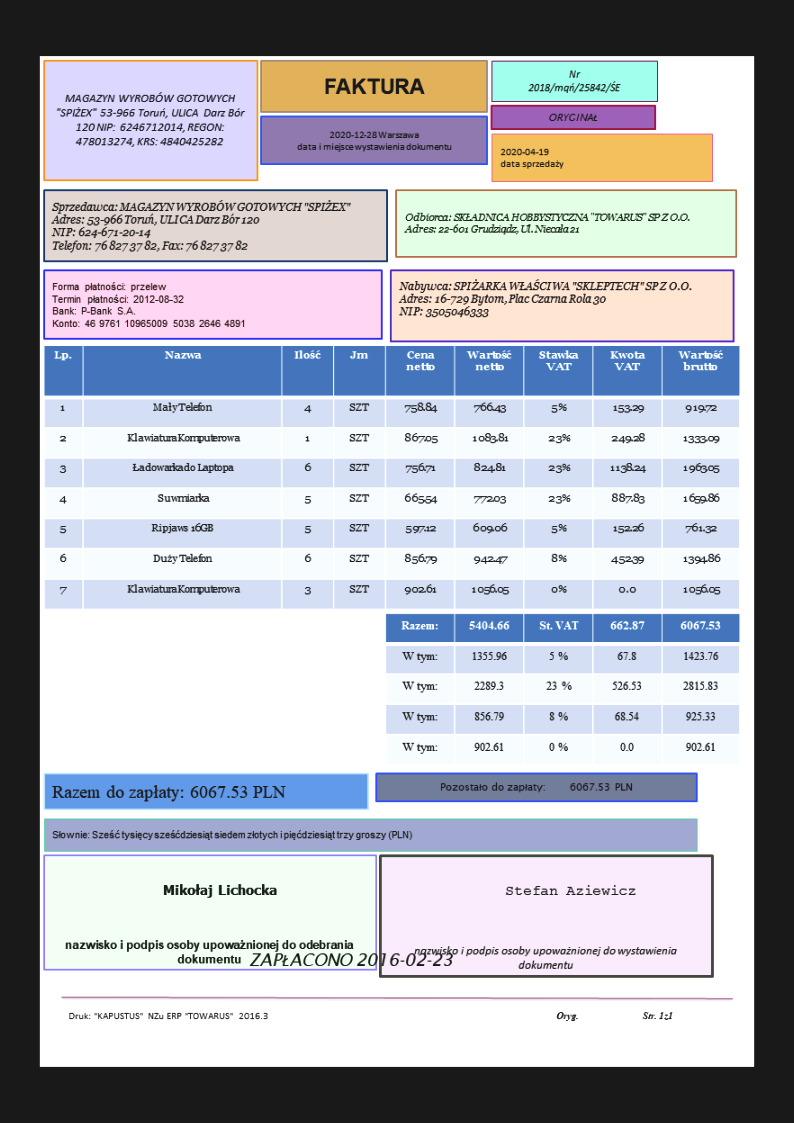 MAGAZYN WYROBÓW GOTOWYCH
"SPIŻEX" 53-966 Toruń, ULICA Darz Bór
120 NIP: 6246712014, REGON:
478013274, KRS: 4840425282
FAKTURA
2020-12-28 Warszawa
data i miejsce wystawienia dokumentu
Nr
2018/mąń/25842/ŚE
ORYGINAŁ
2020-04-19
data sprzedaży
Sprzedawca: MAGAZYN WYROBÓW GOTOWYCH "SPIŻEX"
Adres: 53-966 Toruń, ULICA Darz Bór 120
NIP: 624-671-20-14
Telefon: 76 827 37 82, Fax: 76 827 37 82
Odbiorca: SKŁADNICA HOBBYSTYCZNA "TOWARUS" SP Z O.O.
Adres: 22-601 Grudziądz, Ul. Niecała 21
Forma płatności: przelew
Termin płatności: 2012-08-32
Bank: P-Bank S.A.
Konto: 46 9761 10965009 5038 2646 4891
Nabywca: SPIŻARKA WŁAŚCIWA "SKLEPTECH" SP Z O.O.
Adres: 16-729 Bytom, Plac Czarna Rola 30
NIP: 3505046333
Lp. Nazwa Ilość Jm Cena netto Wartość netto Stawka VAT Kwota VAT Wartość brutto
1 Mały Telefon 4 SZT 758.84 766.43 5% 153.29 919.72
2 Klawiatura Komputerowa 1 SZT 867.05 1083.81 23% 249.28 1333.09
3 Ładowarka do Laptopa 6 SZT 756.71 824.81 23% 1138.24 1963.05
4 Suwmiarka 5 SZT 665.54 772.03 23% 887.83 1659.86
5 Ripjaws 16GB 5 SZT 597.12 609.06 5% 152.26 761.32
6 Duży Telefon 6 SZT 856.79 942.47 8% 452.39 1394.86
7 Klawiatura Komputerowa 3 SZT 902.61 1056.05 0% 0.0 1056.05
Razem: 5404.66 St. VAT 662.87 6067.53
W tym: 1355.96 5 % 67.8 1423.76
W tym: 2289.3 23 % 526.53 2815.83
W tym: 856.79 8 % 68.54 925.33
W tym: 902.61 0 % 0.0 902.61
Razem do zapłaty: 6067.53 PLN
Pozostało do zapłaty: 6067.53 PLN
Słownie: Sześć tysięcy sześćdziesiąt siedem złotych i pięćdziesiąt trzy groszy (PLN)
Mikołaj Lichocka
nazwisko i podpis osoby upoważnionej do odebrania
dokumentu
Stefan Aziewicz
nazwisko i podpis osoby upoważnionej do wystawienia
dokumentu
ZAPŁACONO 2016-02-23
Druk: "KAPUSTUS" NZu ERP "TOWARUS" 2016.3
Oryg.
Str. 1 z 1